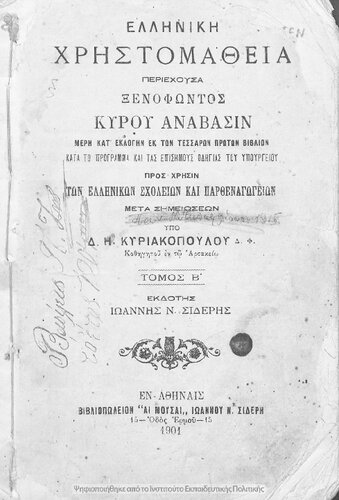 ΕΛΛΗΝΙΚΗ
ΧΡΗΣΤΟΜΑΘΕΙΑ
ΠΕΡΙΕΧΟΥΣΑ
ΞΕΝΟΦΩΝΤΟΣ
ΚΥΡΟΥ ΑΝΑΒΑΣΙΝ
ΜΕΡΗ ΚΑΤ' ΕΚΛΟΓΗΝ ΕΚ ΤΩΝ ΤΕΣΣΑΡΩΝ ΠΡΩΤΩΝ ΒΙΒΛΙΩΝ
ΚΑΤΑ ΤΟ ΠΡΟΓΡΑΜΜΑ ΚΑΙ ΤΑΣ ΕΠΙΣΗΜΟΥΣ ΟΔΗΓΙΑΣ ΤΟΥ ΥΠΟΥΡΓΕΙΟΥ
ΠΡΟΣ ΧΡΗΣΙΝ
ΤΩΝ ΕΛΛΗΝΙΚΩΝ ΣΧΟΛΕΙΩΝ ΚΑΙ ΠΑΡΘΕΝΑΓΩΓΕΙΩΝ
ΜΕΤΑ ΣΗΜΕΙΩΣΕΩΝ
ΥΠΟ
Δ. Η. ΚΥΡΙΑΚΟΠΟΥΛΟΥ Δ. Φ.
Καθηγητοῦ ἐν τῷ Ἀρσακείῳ
ΤΟΜΟΣ Β΄
ΕΚΔΟΤΗΣ
ΙΩΑΝΝΗΣ Ν. ΣΙΔΕΡΗΣ
ΕΝ ΑΘΗΝΑΙΣ
ΒΙΒΛΙΟΠΩΛΕΙΟΝ "ΑΙ ΜΟΥΣΑΙ,, ΙΩΑΝΝΟΥ Ν. ΣΙΔΕΡΗ
15—Ὁδὸς Ἑρμοῦ—15
1901
Ψηφιοποιήθηκε από το Ινστιτούτο Εκπαιδευτικής Πολιτικής